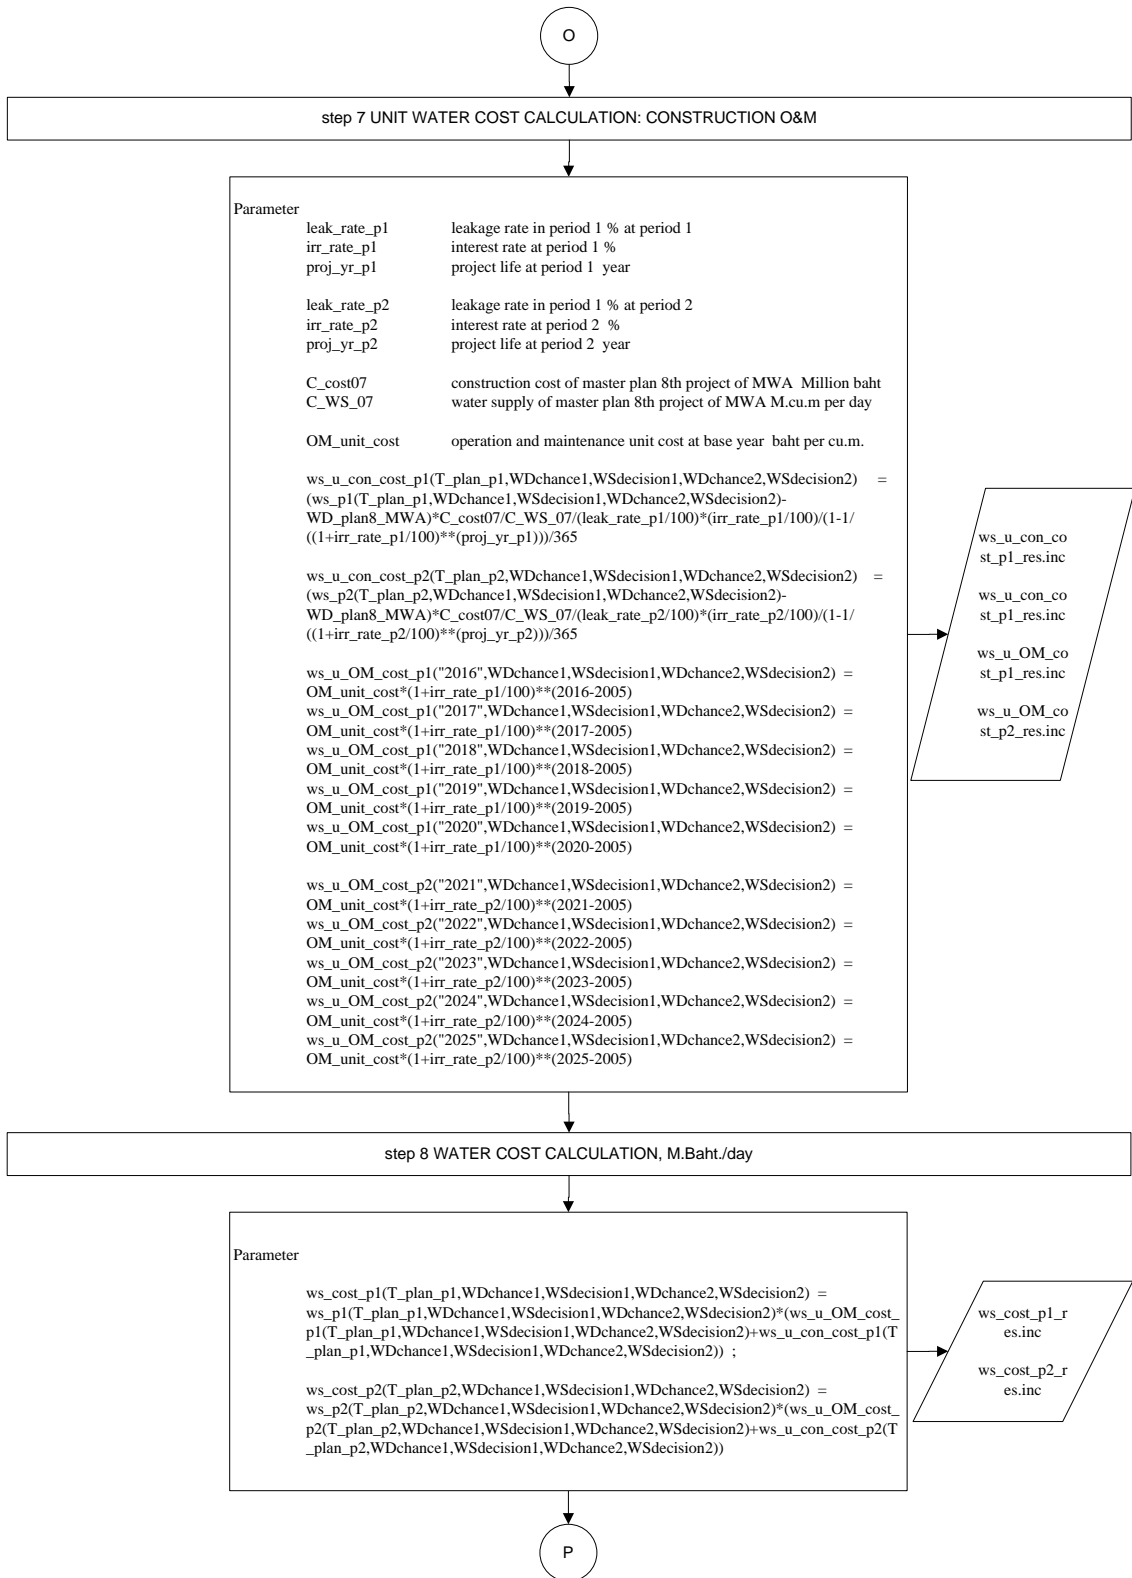 O
step 7 UNIT WATER COST CALCULATION: CONSTRUCTION O&M
Parameter
leak_rate_p1 leakage rate in period 1 % at period 1
irr_rate_p1 interest rate at period 1 %
proj_yr_p1 project life at period 1 year
leak_rate_p2 leakage rate in period 1 % at period 2
irr_rate_p2 interest rate at period 2 %
proj_yr_p2 project life at period 2 year
C_cost07 construction cost of master plan 8th project of MWA Million baht
C_WS_07 water supply of master plan 8th project of MWA M.cu.m per day
OM_unit_cost operation and maintenance unit cost at base year baht per cu.m.
ws_u_con_cost_p1(T_plan_p1,WDchance1,WSdecision1,WDchance2,WSdecision2) =
(ws_p1(T_plan_p1,WDchance1,WSdecision1,WDchance2,WSdecision2)-
WD_plan8_MWA)*C_cost07/C_WS_07/(leak_rate_p1/100)*(irr_rate_p1/100)/(1-1/
((1+irr_rate_p1/100)**(proj_yr_p1)))/365
ws_u_con_cost_p2(T_plan_p2,WDchance1,WSdecision1,WDchance2,WSdecision2) =
(ws_p2(T_plan_p2,WDchance1,WSdecision1,WDchance2,WSdecision2)-
WD_plan8_MWA)*C_cost07/C_WS_07/(leak_rate_p2/100)*(irr_rate_p2/100)/(1-1/
((1+irr_rate_p2/100)**(proj_yr_p2)))/365
ws_u_OM_cost_p1("2016",WDchance1,WSdecision1,WDchance2,WSdecision2) =
OM_unit_cost*(1+irr_rate_p1/100)**(2016-2005)
ws_u_OM_cost_p1("2017",WDchance1,WSdecision1,WDchance2,WSdecision2) =
OM_unit_cost*(1+irr_rate_p1/100)**(2017-2005)
ws_u_OM_cost_p1("2018",WDchance1,WSdecision1,WDchance2,WSdecision2) =
OM_unit_cost*(1+irr_rate_p1/100)**(2018-2005)
ws_u_OM_cost_p1("2019",WDchance1,WSdecision1,WDchance2,WSdecision2) =
OM_unit_cost*(1+irr_rate_p1/100)**(2019-2005)
ws_u_OM_cost_p1("2020",WDchance1,WSdecision1,WDchance2,WSdecision2) =
OM_unit_cost*(1+irr_rate_p1/100)**(2020-2005)
ws_u_OM_cost_p2("2021",WDchance1,WSdecision1,WDchance2,WSdecision2) =
OM_unit_cost*(1+irr_rate_p2/100)**(2021-2005)
ws_u_OM_cost_p2("2022",WDchance1,WSdecision1,WDchance2,WSdecision2) =
OM_unit_cost*(1+irr_rate_p2/100)**(2022-2005)
ws_u_OM_cost_p2("2023",WDchance1,WSdecision1,WDchance2,WSdecision2) =
OM_unit_cost*(1+irr_rate_p2/100)**(2023-2005)
ws_u_OM_cost_p2("2024",WDchance1,WSdecision1,WDchance2,WSdecision2) =
OM_unit_cost*(1+irr_rate_p2/100)**(2024-2005)
ws_u_OM_cost_p2("2025",WDchance1,WSdecision1,WDchance2,WSdecision2) =
OM_unit_cost*(1+irr_rate_p2/100)**(2025-2005)
ws_u_con_co
st_p1_res.inc
ws_u_con_co
st_p1_res.inc
ws_u_OM_co
st_p1_res.inc
ws_u_OM_co
st_p2_res.inc
step 8 WATER COST CALCULATION, M.Baht./day
Parameter
ws_cost_p1(T_plan_p1,WDchance1,WSdecision1,WDchance2,WSdecision2) =
ws_p1(T_plan_p1,WDchance1,WSdecision1,WDchance2,WSdecision2)*(ws_u_OM_cost_
p1(T_plan_p1,WDchance1,WSdecision1,WDchance2,WSdecision2)+ws_u_con_cost_p1(T
_plan_p1,WDchance1,WSdecision1,WDchance2,WSdecision2)) ;
ws_cost_p2(T_plan_p2,WDchance1,WSdecision1,WDchance2,WSdecision2) =
ws_p2(T_plan_p2,WDchance1,WSdecision1,WDchance2,WSdecision2)*(ws_u_OM_cost_
p2(T_plan_p2,WDchance1,WSdecision1,WDchance2,WSdecision2)+ws_u_con_cost_p2(T
_plan_p2,WDchance1,WSdecision1,WDchance2,WSdecision2))
ws_cost_p1_r
es.inc
ws_cost_p2_r
es.inc
P